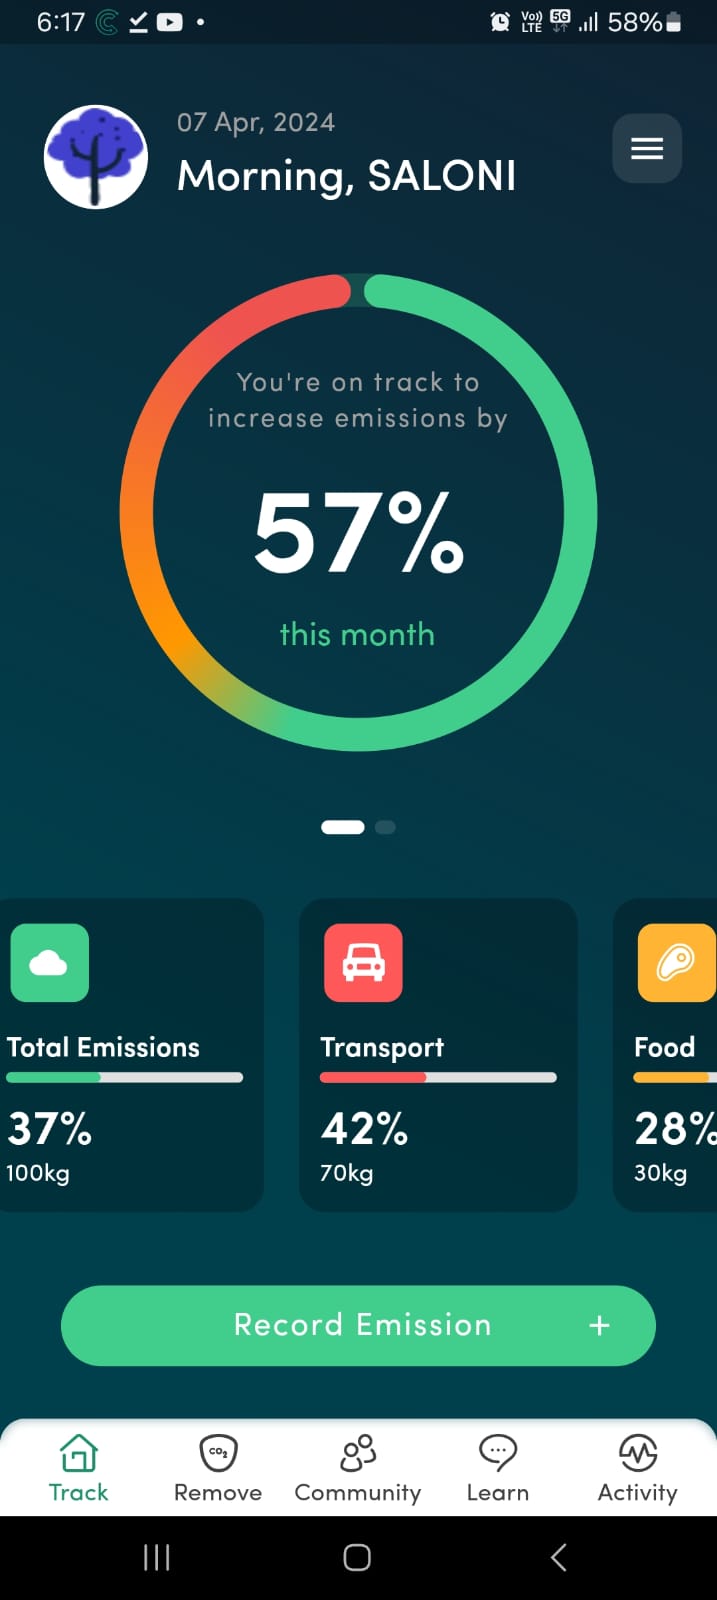 6:17
Vo))
LTE
5G
58%
07 Apr, 2024
Morning, SALONI
You're on track to
increase emissions by
57%
this month
Total Emissions
37%
100kg
Transport
42%
70kg
Food
28%
30kg
Record Emission +
CO₂
Track Remove Community Learn Activity